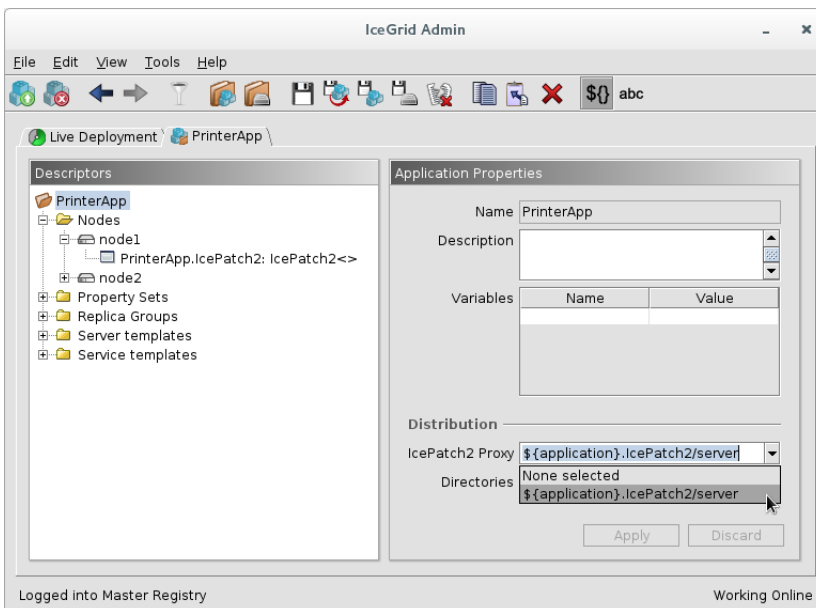 IceGrid Admin
File Edit View Tools Help
${} abc
Live Deployment PrinterApp
Descriptors
PrinterApp
Nodes
node1
PrinterApp.IcePatch2: IcePatch2<>
node2
Property Sets
Replica Groups
Server templates
Service templates
Application Properties
Name PrinterApp
Description
Variables Name Value
Distribution
IcePatch2 Proxy ${application}.IcePatch2/server
Directories None selected
${application}.IcePatch2/server
Apply Discard
Logged into Master Registry Working Online